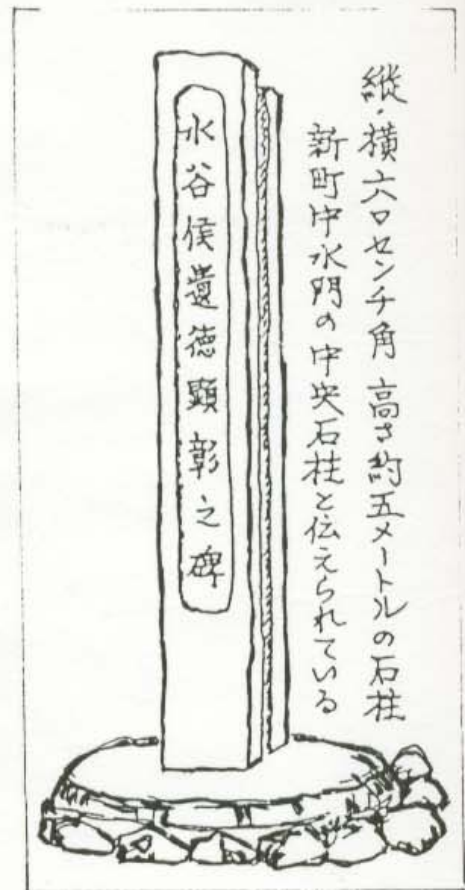 縦・横六〇センチ角 高さ約五メートルの石柱
新町中水門の中央石柱と伝えられている
水谷侯遺徳顕彰之碑